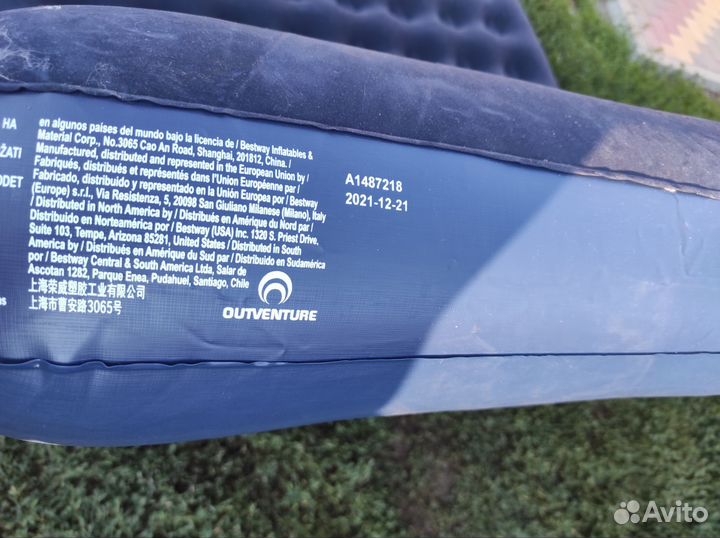 НА
ŽATI
ODET
ns
en algunos países del mundo bajo la licencia de / Bestway Inflatables &
Material Corp., No.3065 Cao An Road, Shanghai, 201812, China. /
Manufactured, distributed and represented in the European Union by /
Fabriqués, distribués et représentés dans l'Union Européenne par /
Fabricado, distribuido y representado en la Unión Europea por / Bestway
(Europe) s.r.l., Via Resistenza, 5, 20098 San Giuliano Milanese (Milano), Italy
/ Distributed in North America by / Distribués en Amérique du Nord par /
Distribuido en Norteamérica por / Bestway (USA) Inc. 1320 S. Priest Drive,
Suite 103, Tempe, Arizona 85281, United States / Distributed in South
America by / Distribués en Amérique du Sud par / Distribuido en Sudamérica
por / Bestway Central & South America Ltda, Salar de
Ascotan 1282, Parque Enea, Pudahuel, Santiago, Chile
上海荣威塑胶工业有限公司
上海市曹安路3065号
OUTVENTURE
A1487218
2021-12-21
Avito